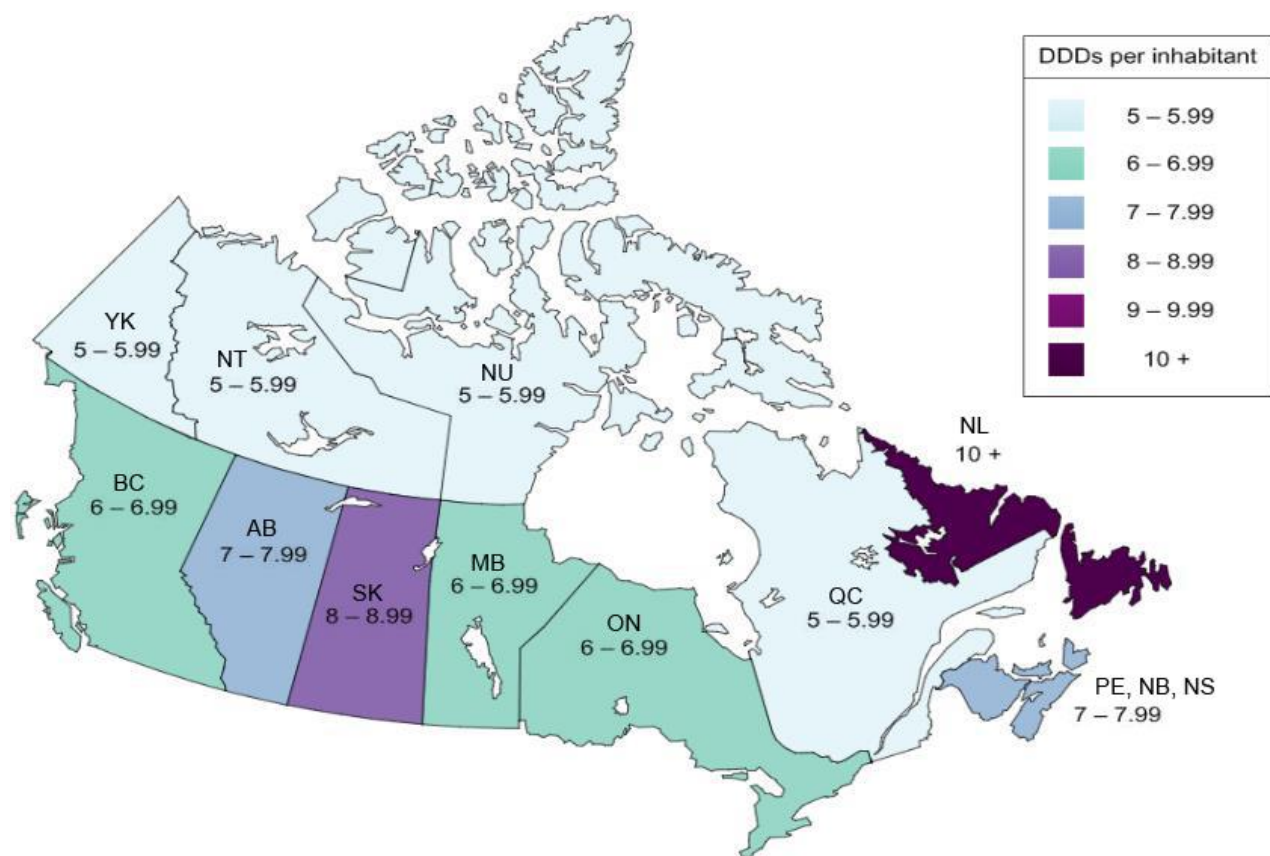 DDDs per inhabitant
5 – 5.99
6 – 6.99
7 – 7.99
8 – 8.99
9 – 9.99
10 +
YK
5 – 5.99
NT
5 – 5.99
NU
5 – 5.99
NL
10 +
BC
6 – 6.99
AB
7 – 7.99
SK
8 – 8.99
MB
6 – 6.99
ON
6 – 6.99
QC
5 – 5.99
PE, NB, NS
7 – 7.99